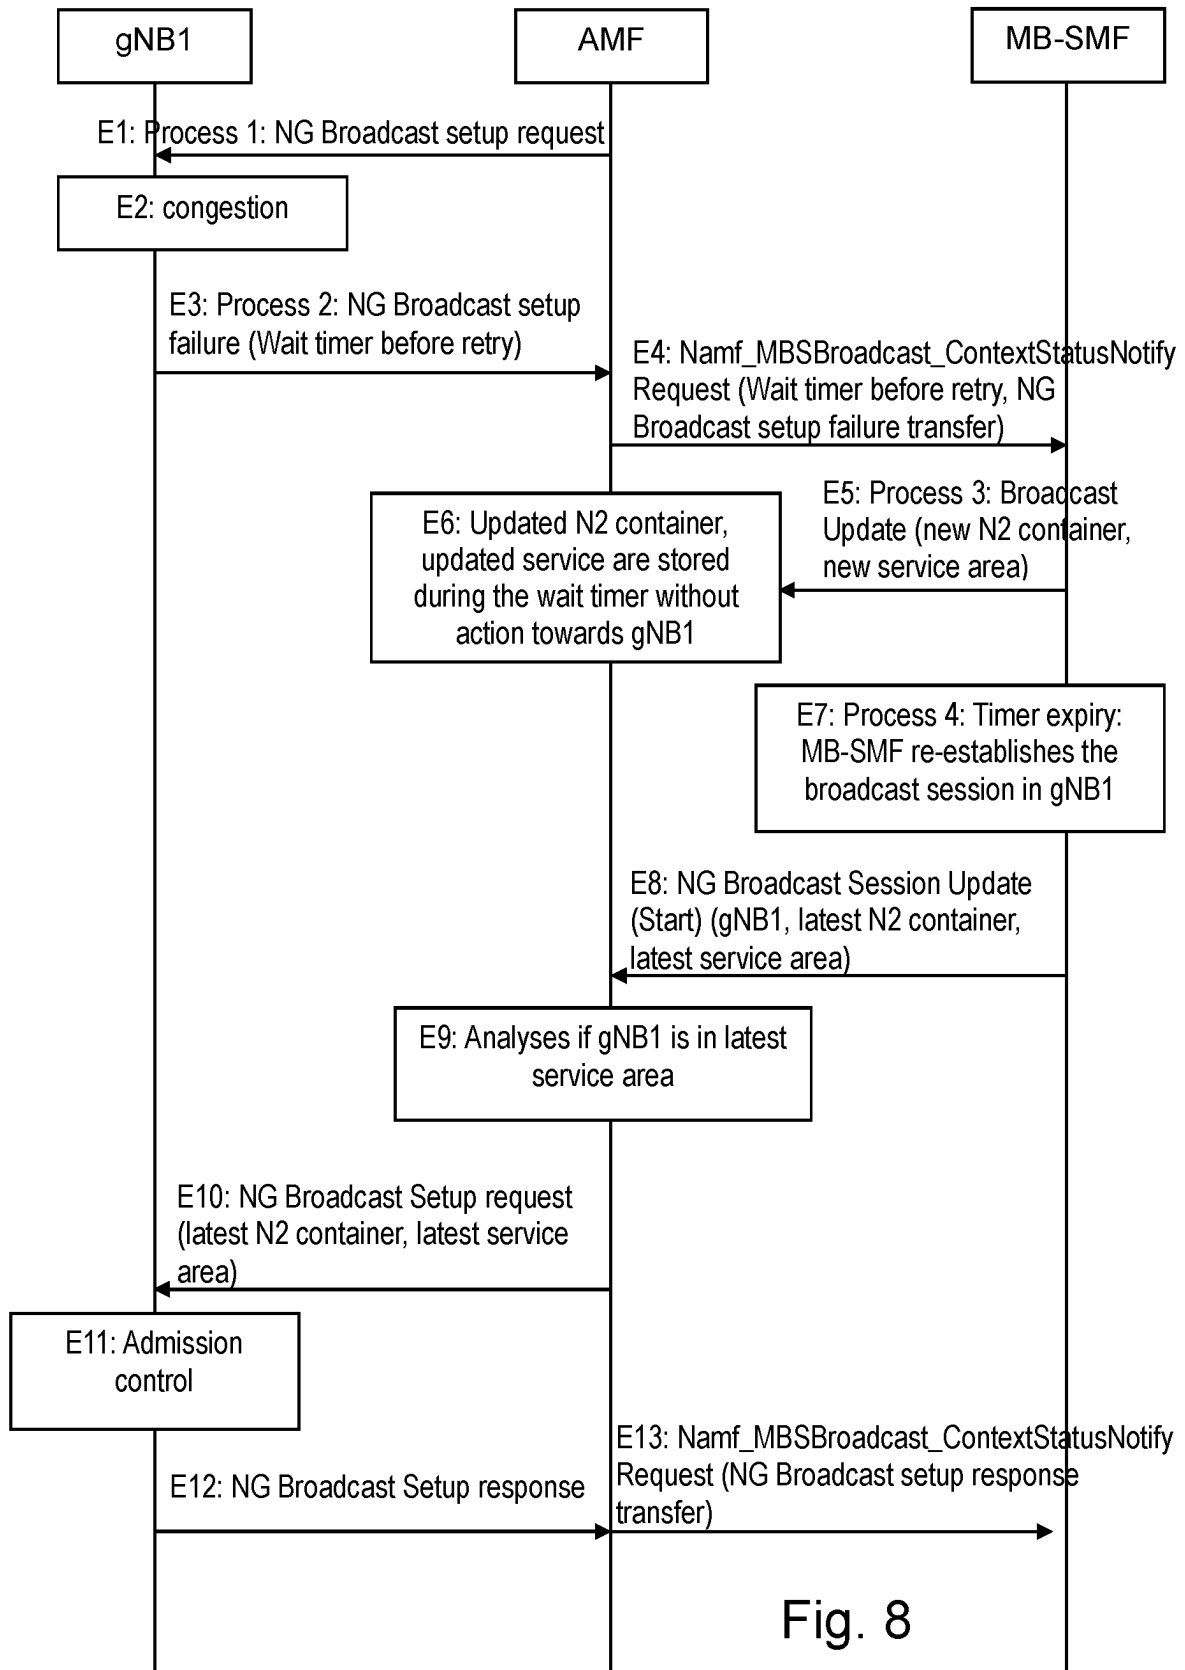 gNB1
AMF
MB-SMF
E1: Process 1: NG Broadcast setup request
E2: congestion
E3: Process 2: NG Broadcast setup
failure (Wait timer before retry)
E4: Namf_MBSBroadcast_ContextStatusNotify
Request (Wait timer before retry, NG
Broadcast setup failure transfer)
E5: Process 3: Broadcast
Update (new N2 container,
new service area)
E6: Updated N2 container,
updated service are stored
during the wait timer without
action towards gNB1
E7: Process 4: Timer expiry:
MB-SMF re-establishes the
broadcast session in gNB1
E8: NG Broadcast Session Update
(Start) (gNB1, latest N2 container,
latest service area)
E9: Analyses if gNB1 is in latest
service area
E10: NG Broadcast Setup request
(latest N2 container, latest service
area)
E11: Admission
control
E12: NG Broadcast Setup response
E13: Namf_MBSBroadcast_ContextStatusNotify
Request (NG Broadcast setup response
transfer)
Fig. 8